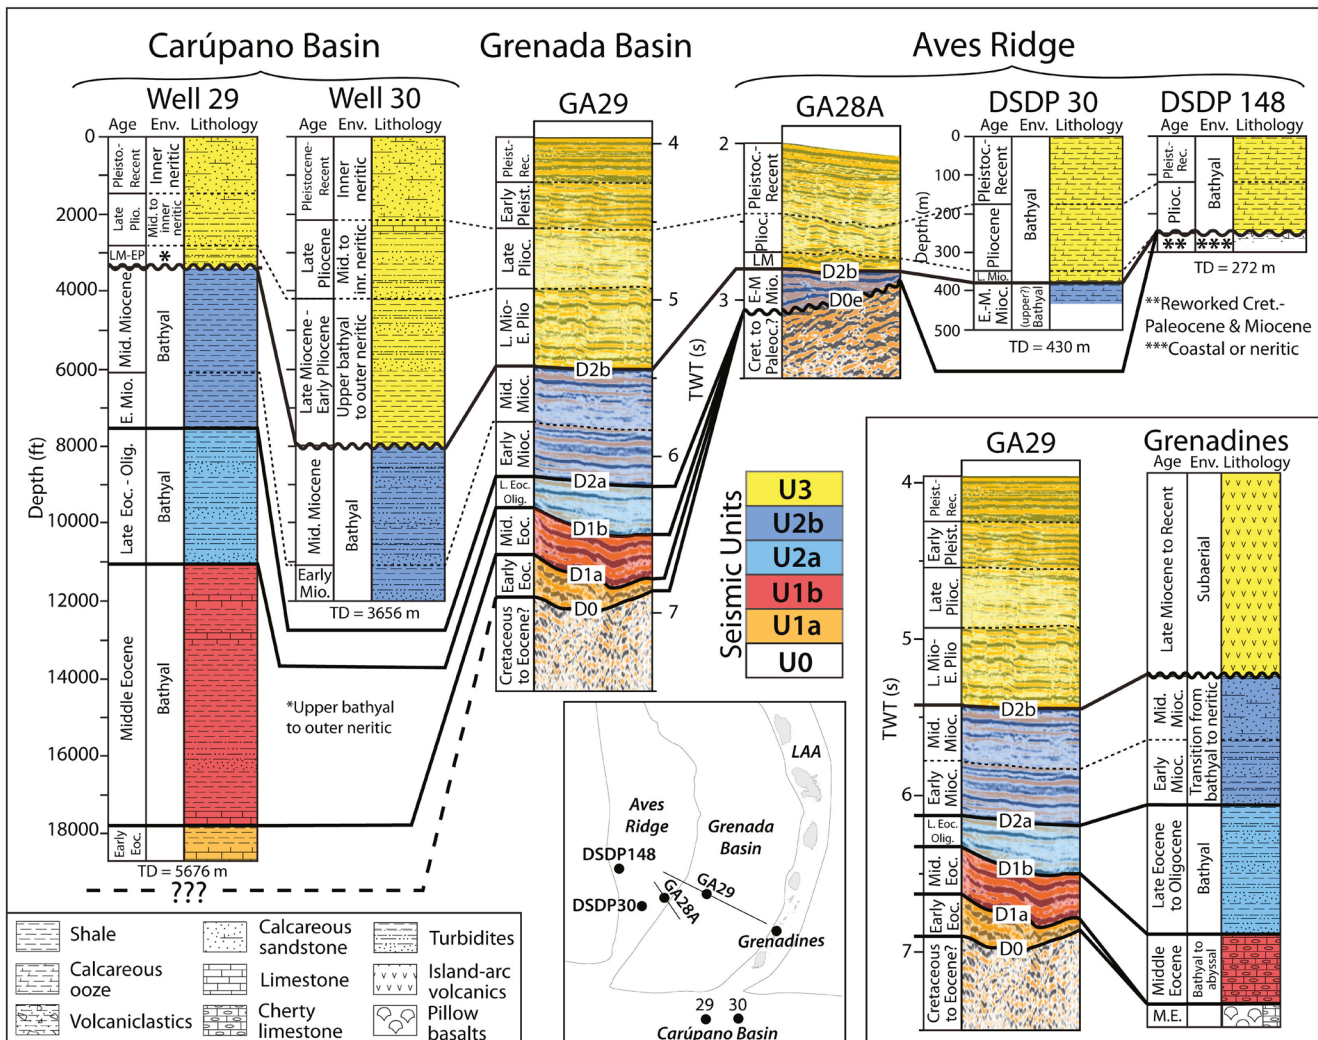 Carúpano Basin
Grenada Basin
Aves Ridge
Well 29
Well 30
GA29
GA28A
DSDP 30
DSDP 148
Age Env. Lithology
Age Env. Lithology
Age Env. Lithology
Age Env. Lithology
Depth (ft)
0
2000
4000
6000
8000
10000
12000
14000
16000
18000
Pleisto.-
Recent
Late
Plio.
LM-EP
Mid. Miocene
E. Mio.
Late Eoc. - Olig.
Middle Eocene
Early
Eoc.
Inner
neritic
Mid. to
inner
neritic
*
Bathyal
Bathyal
Bathyal
TD = 5676 m
???
Pleistocene-
Recent
Late
Pliocene
Late Miocene -
Early Pliocene
Mid. Miocene
Early
Mio.
Inner
neritic
Mid. to
inr. neritic
Upper bathyal
to outer neritic
Bathyal
TD = 3656 m
*Upper bathyal
to outer neritic
Pleist.-
Rec.
Early
Pleist.
Late
Plioc.
L. Mio-
E. Plio
Mid.
Mioc.
Early
Mioc.
L. Eoc.
Olig.
Mid.
Eoc.
Early
Eoc.
Cretaceous
to Eocene?
D2b
D2a
D1b
D1a
D0
4
5
6
7
TWT (s)
2
3
Pleistoc.-
Recent
Plioc.
LM
E-M
Mio.
Cret. to
Paleoc.?
D2b
D0e
Depth(m)
0
100
200
300
400
500
Pleistoc.-
Recent
Pliocene
L. Mio.
E.-M.
Mioc.
Bathyal
(upper?)
Bathyal
TD = 430 m
Pleist.-
Rec.
Plioc.
Bathyal
**
***
TD = 272 m
**Reworked Cret.-
Paleocene & Miocene
***Coastal or neritic
Seismic Units
U3
U2b
U2a
U1b
U1a
U0
GA29
Grenadines
Age Env. Lithology
TWT (s)
4
5
6
7
Pleist.-
Rec.
Early
Pleist.
Late
Plioc.
L. Mio-
E. Plio
Mid.
Mioc.
Early
Mioc.
L. Eoc.
Olig.
Mid.
Eoc.
Early
Eoc.
Cretaceous
to Eocene?
D2b
D2a
D1b
D1a
D0
Late Miocene to Recent
Mid.
Mioc.
Early
Mioc.
Late Eocene
to Oligocene
Middle
Eocene
M.E.
Subaerial
Transition from
bathyal to neritic
Bathyal
Bathyal to
abyssal
LAA
Aves
Ridge
Grenada
Basin
DSDP148
GA29
GA28A
DSDP30
Grenadines
29
30
Carúpano Basin
Shale
Calcareous
sandstone
Turbidites
Calcareous
ooze
Limestone
Island-arc
volcanics
Volcaniclastics
Cherty
limestone
Pillow
basalts